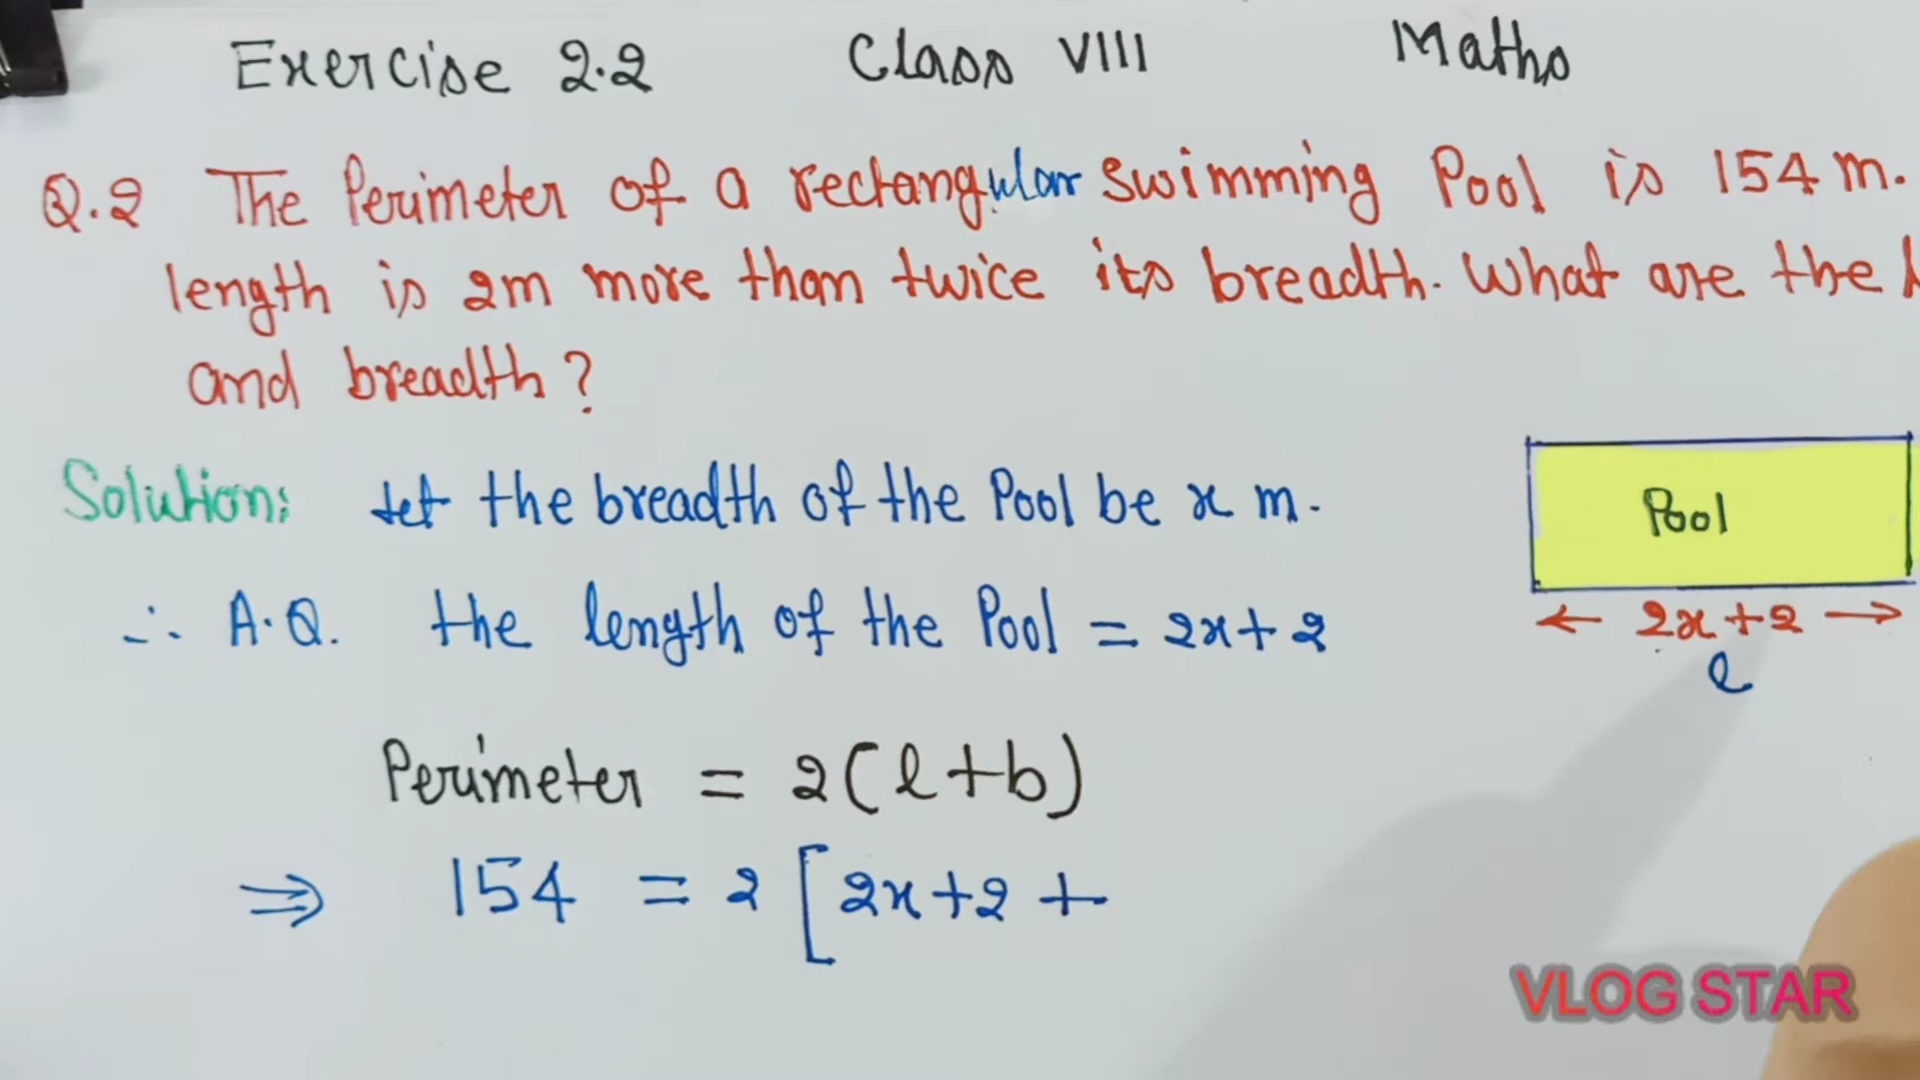 Exercise 2.2 Class VIII Maths
Q.2 The Perimeter of a rectangular swimming Pool is 154 m.
length is 2m more than twice its breadth. What are the
and breadth?
Solution: Let the breadth of the Pool be x m.
Pool
∴ A.Q. the length of the Pool = 2x+2
← 2x+2 →
l
Perimeter = 2(l+b)
⇒ 154 = 2[2x+2 +
VLOG STAR